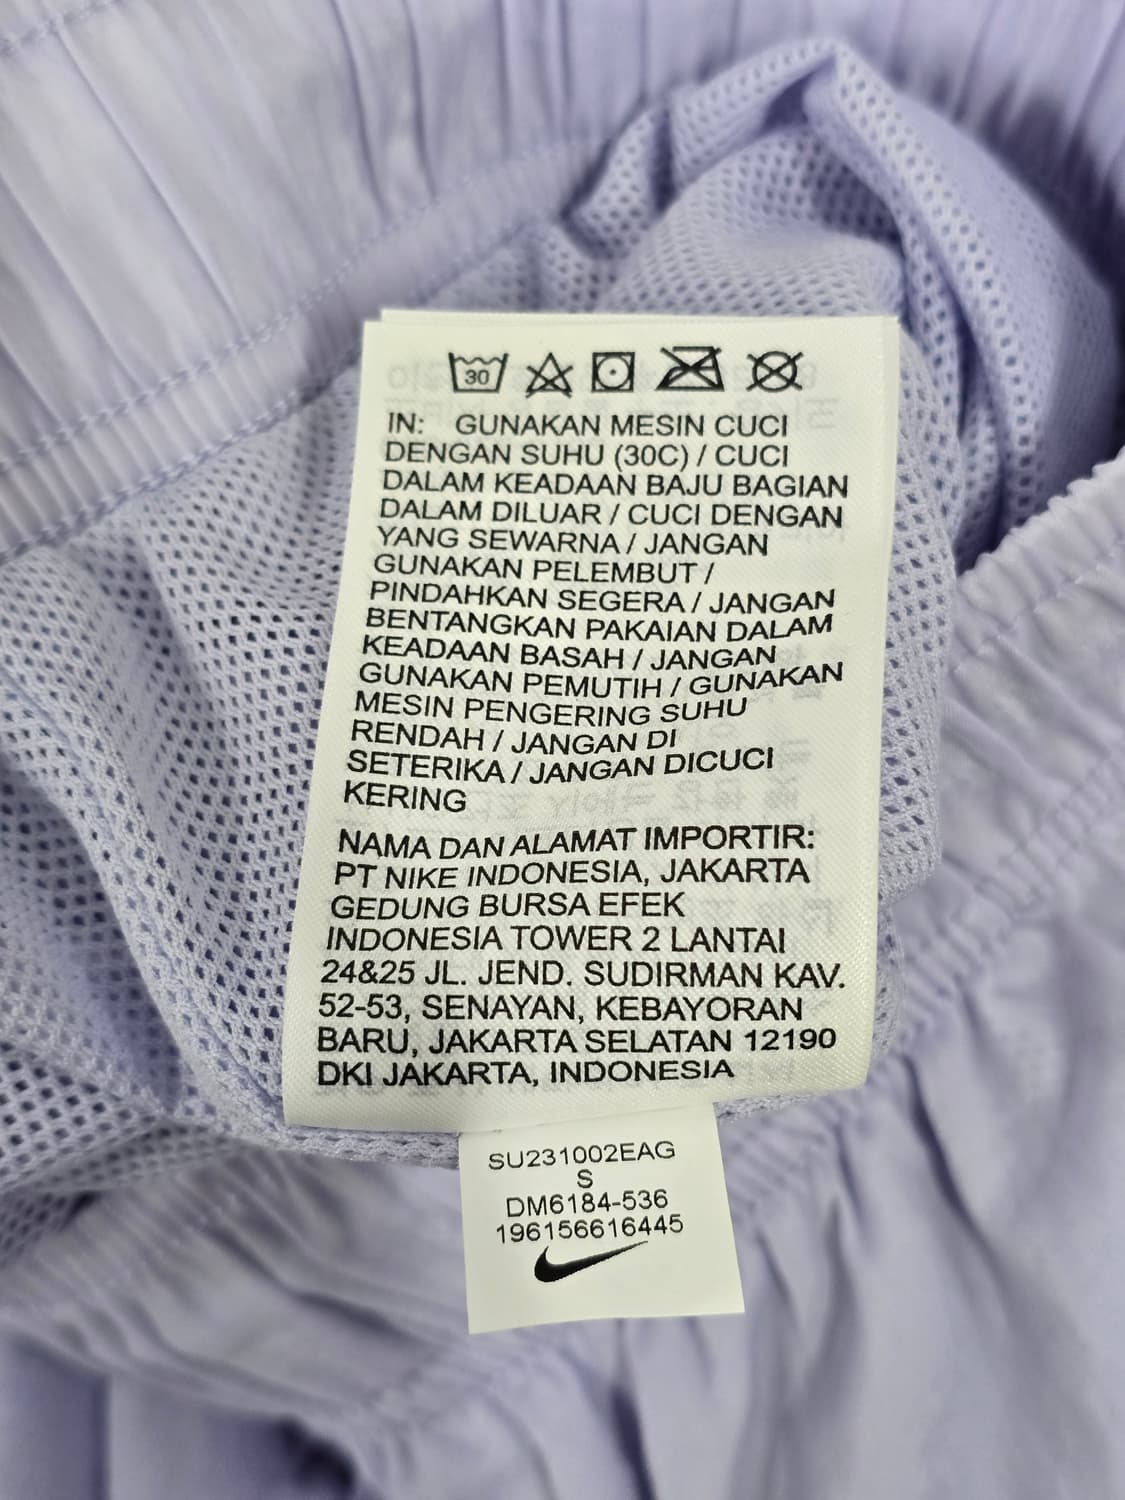 30
IN: GUNAKAN MESIN CUCI
DENGAN SUHU (30C) / CUCI
DALAM KEADAAN BAJU BAGIAN
DALAM DILUAR / CUCI DENGAN
YANG SEWARNA / JANGAN
GUNAKAN PELEMBUT /
PINDAHKAN SEGERA / JANGAN
BENTANGKAN PAKAIAN DALAM
KEADAAN BASAH / JANGAN
GUNAKAN PEMUTIH / GUNAKAN
MESIN PENGERING SUHU
RENDAH / JANGAN DI
SETERIKA / JANGAN DICUCI
KERING
NAMA DAN ALAMAT IMPORTIR:
PT NIKE INDONESIA, JAKARTA
GEDUNG BURSA EFEK
INDONESIA TOWER 2 LANTAI
24&25 JL. JEND. SUDIRMAN KAV.
52-53, SENAYAN, KEBAYORAN
BARU, JAKARTA SELATAN 12190
DKI JAKARTA, INDONESIA
SU231002EAG
S
DM6184-536
196156616445